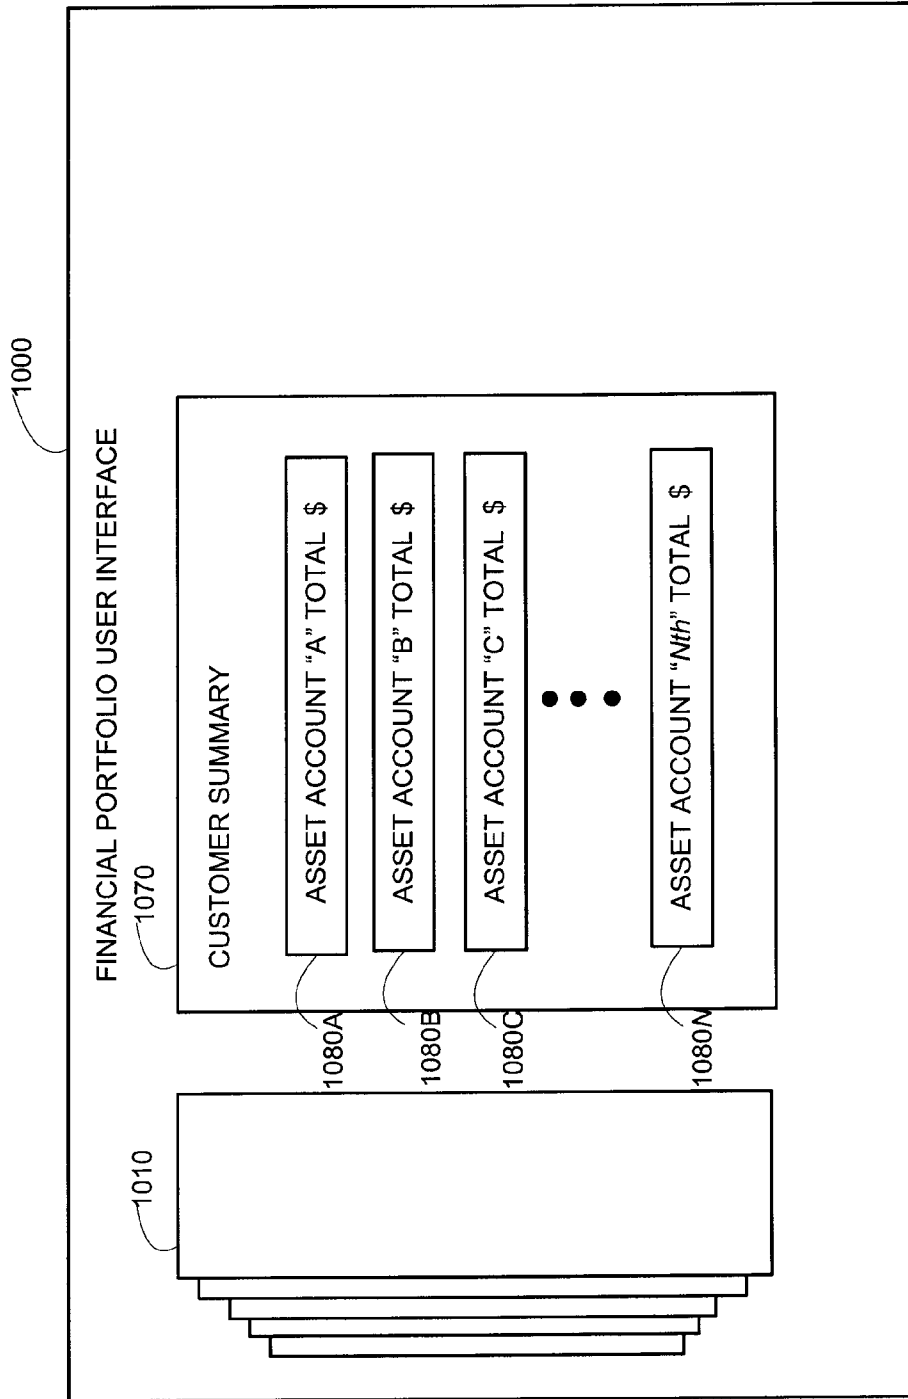 1000
FINANCIAL PORTFOLIO USER INTERFACE
1010
1070
CUSTOMER SUMMARY
1080A
ASSET ACCOUNT “A” TOTAL $
1080B
ASSET ACCOUNT “B” TOTAL $
1080C
ASSET ACCOUNT “C” TOTAL $
1080N
ASSET ACCOUNT “Nth” TOTAL $